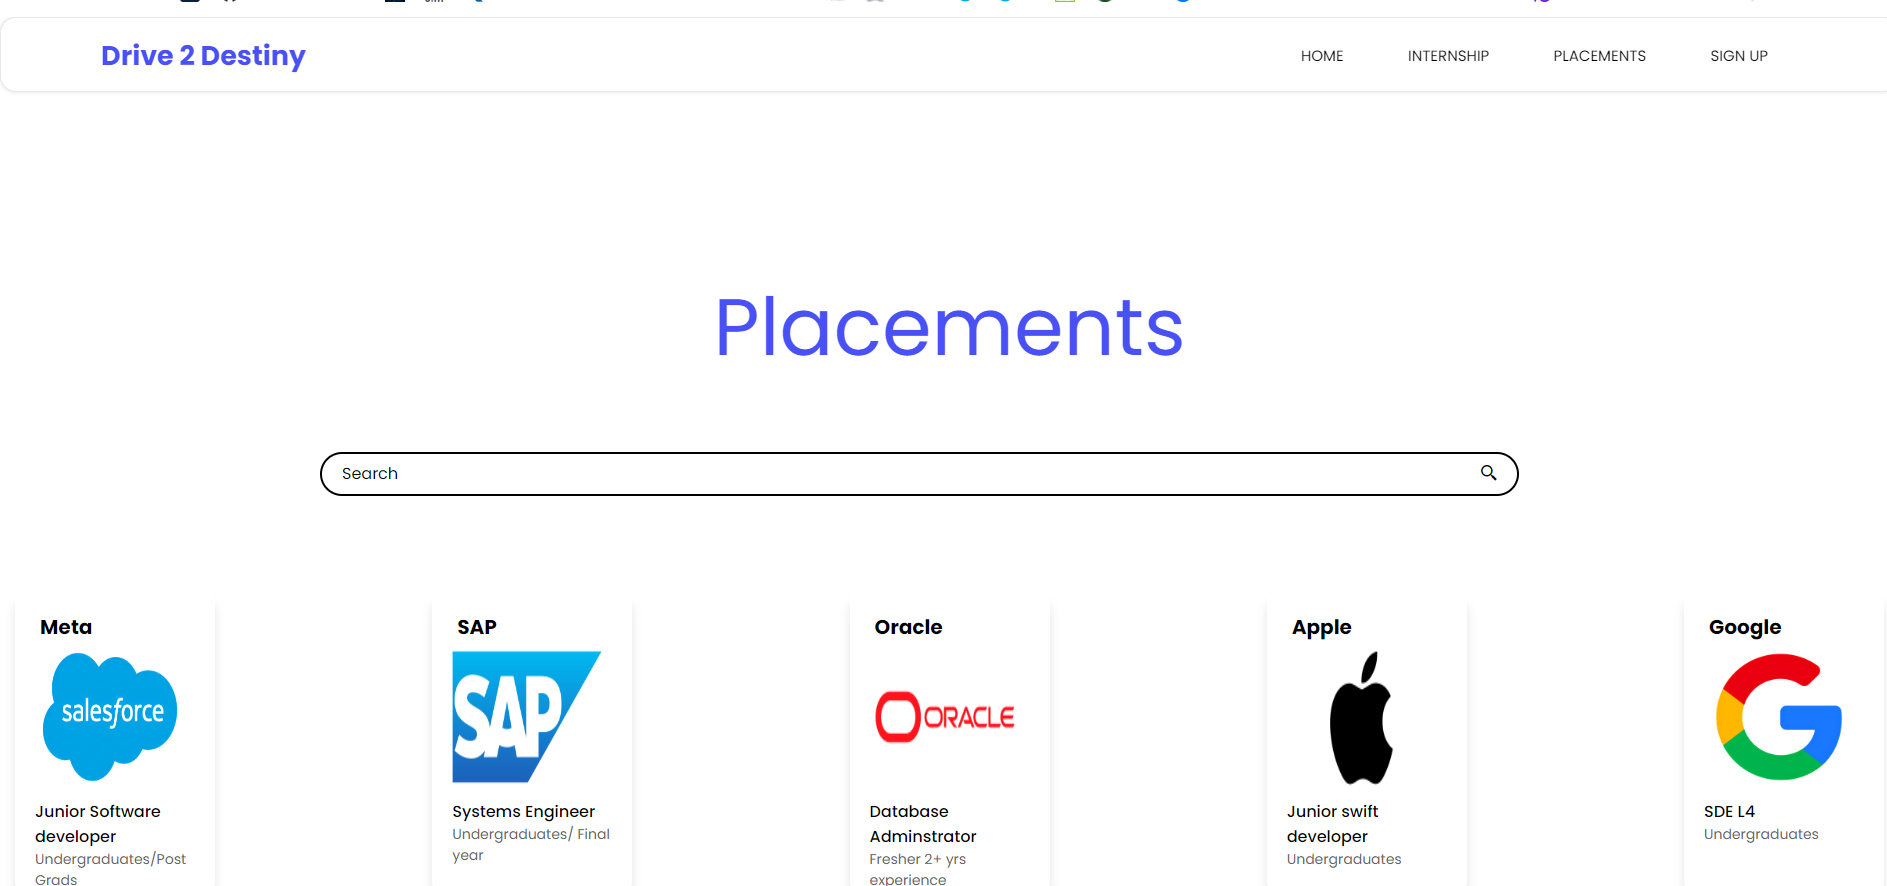 Drive 2 Destiny
HOME
INTERNSHIP
PLACEMENTS
SIGN UP
Placements
Search
Meta
salesforce
Junior Software
developer
Undergraduates/Post
Grads
SAP
SAP
Systems Engineer
Undergraduates/ Final
year
Oracle
ORACLE
Database
Adminstrator
Fresher 2+ yrs
experience
Apple
Junior swift
developer
Undergraduates
Google
SDE L4
Undergraduates